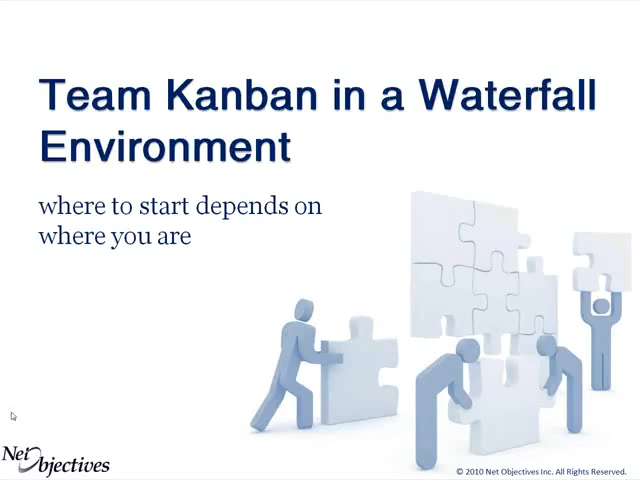 Team Kanban in a Waterfall
Environment
where to start depends on
where you are
Net Objectives
© 2010 Net Objectives Inc. All Rights Reserved.